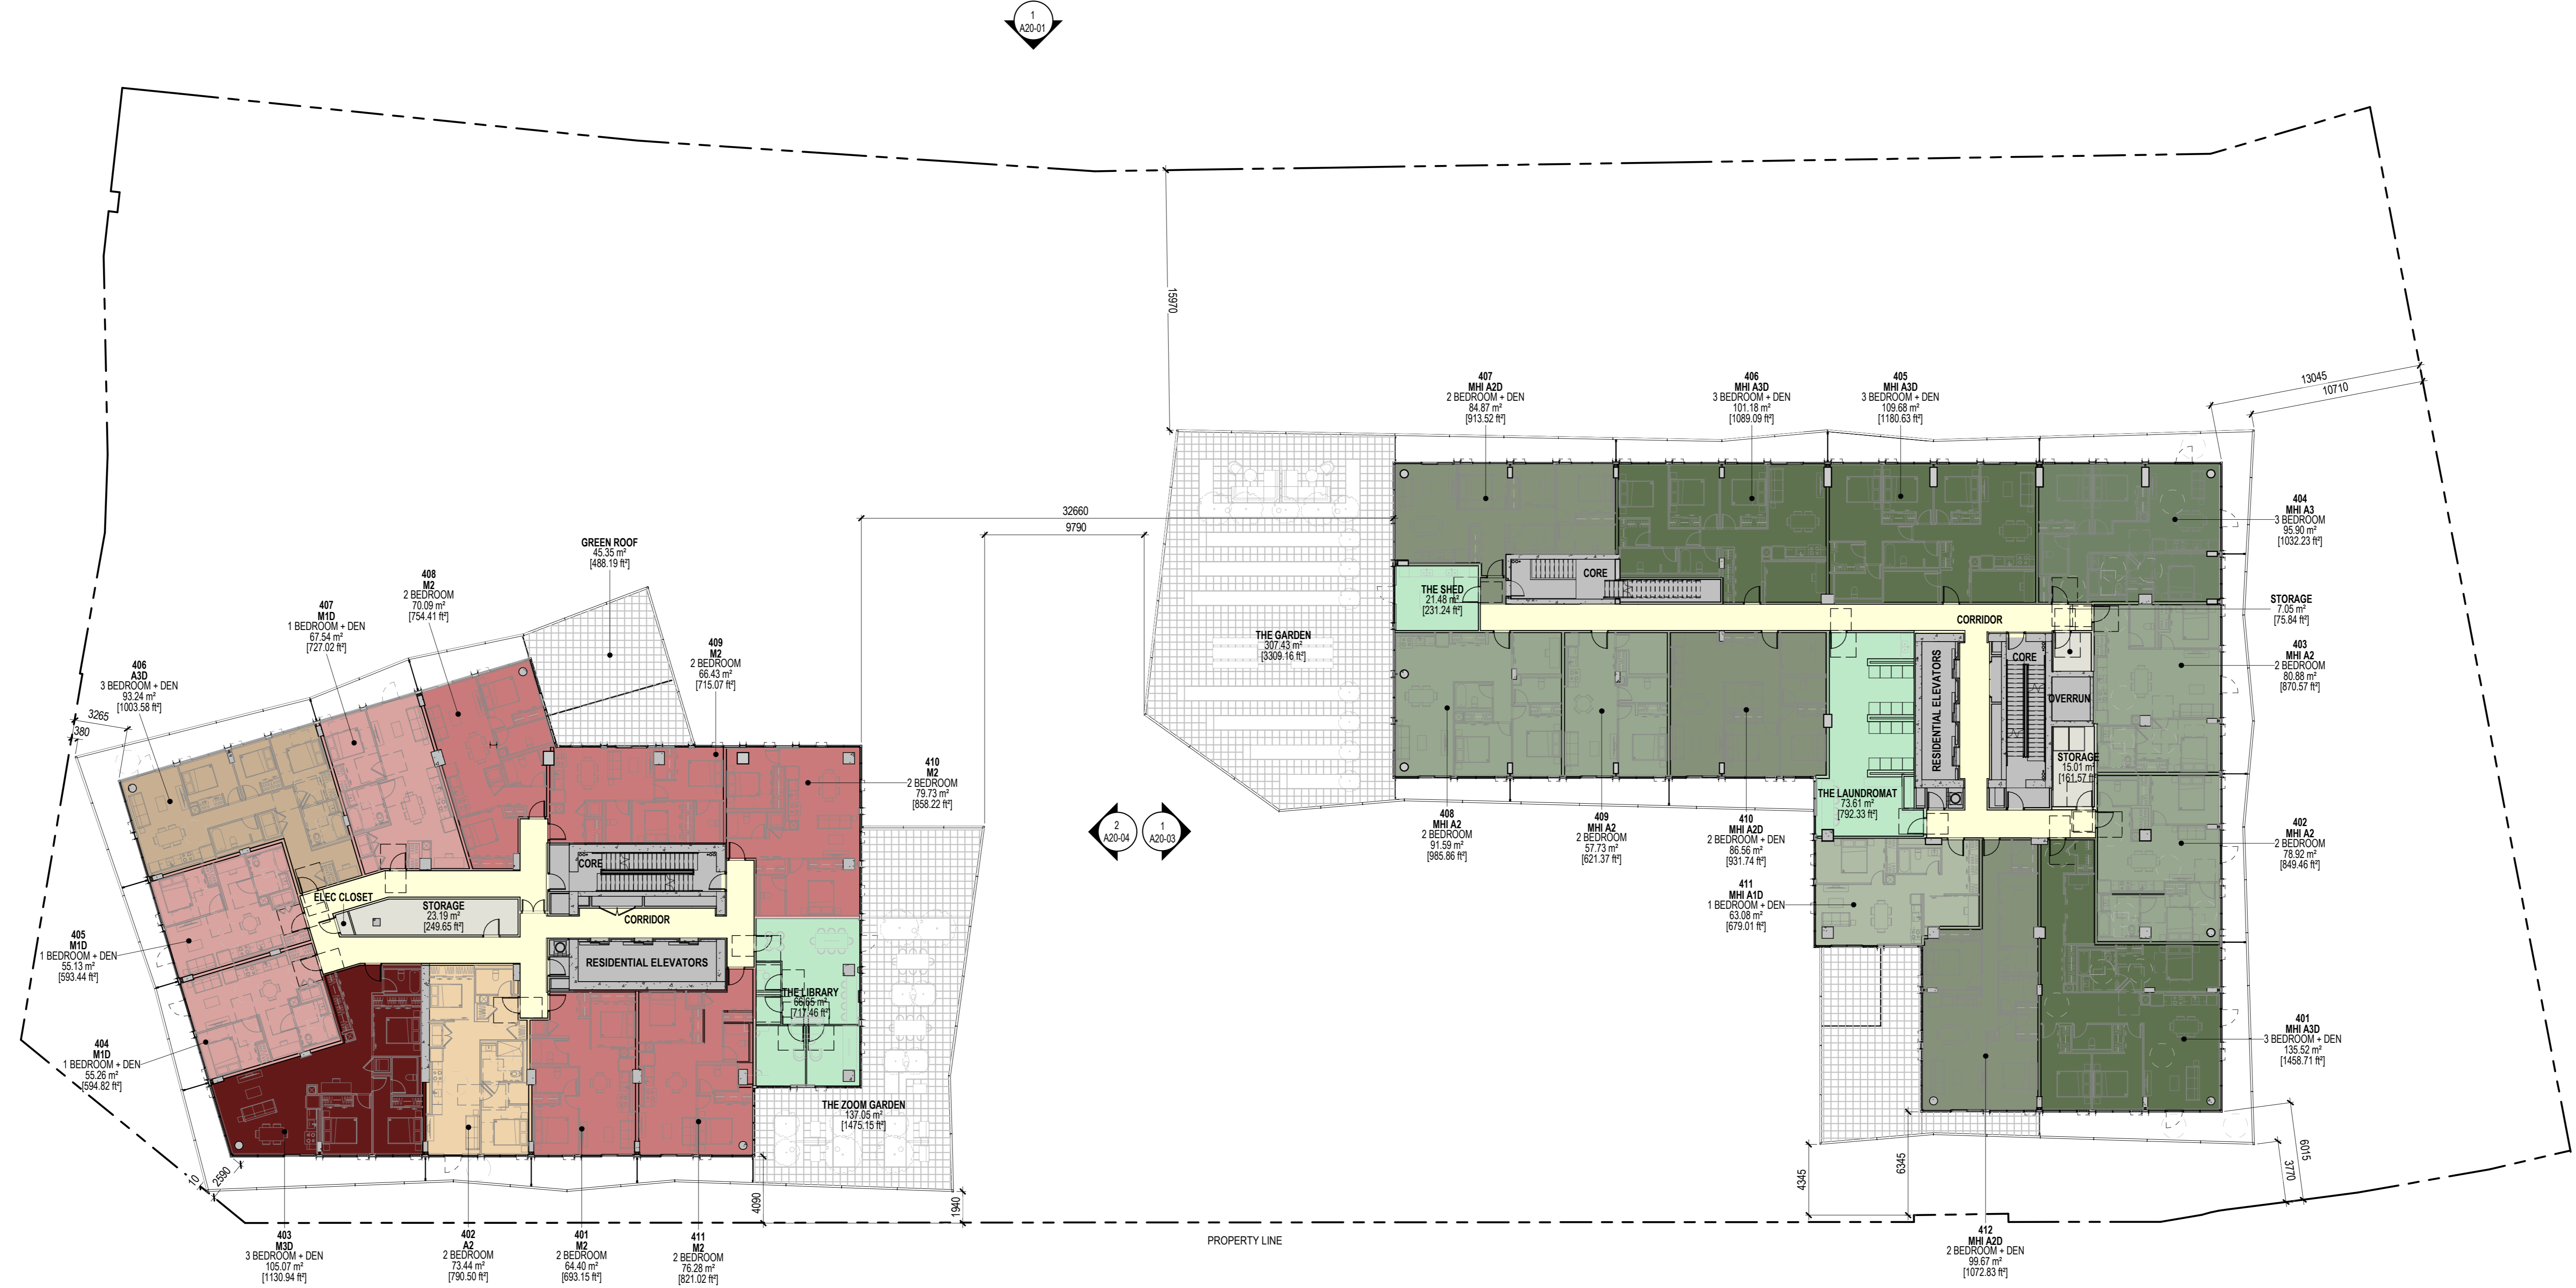 1
A20-01
15970
13045
10710
407
MHI A2D
2 BEDROOM + DEN
84.87 m²
[913.52 ft²]
406
MHI A3D
3 BEDROOM + DEN
101.18 m²
[1089.09 ft²]
405
MHI A3D
3 BEDROOM + DEN
109.68 m²
[1180.63 ft²]
404
MHI A3
3 BEDROOM
95.90 m²
[1032.23 ft²]
32660
9790
GREEN ROOF
45.35 m²
[488.19 ft²]
408
M2
2 BEDROOM
70.09 m²
[754.41 ft²]
407
M1D
1 BEDROOM + DEN
67.54 m²
[727.02 ft²]
406
A3D
3 BEDROOM + DEN
93.24 m²
[1003.58 ft²]
3265
380
409
M2
2 BEDROOM
66.43 m²
[715.07 ft²]
410
M2
2 BEDROOM
79.73 m²
[858.22 ft²]
CORE
THE SHED
21.48 m²
[231.24 ft²]
THE GARDEN
307.43 m²
[3309.16 ft²]
CORRIDOR
STORAGE
7.05 m²
[75.84 ft²]
RESIDENTIAL ELEVATORS
CORE
OVERRUN
403
MHI A2
2 BEDROOM
80.88 m²
[870.57 ft²]
STORAGE
15.01 m²
[161.57 ft²]
THE LAUNDROMAT
73.61 m²
[792.33 ft²]
2
A20-04
1
A20-03
408
MHI A2
2 BEDROOM
91.59 m²
[985.86 ft²]
409
MHI A2
2 BEDROOM
57.73 m²
[621.37 ft²]
410
MHI A2D
2 BEDROOM + DEN
86.56 m²
[931.74 ft²]
402
MHI A2
2 BEDROOM
78.92 m²
[849.46 ft²]
411
MHI A1D
1 BEDROOM + DEN
63.08 m²
[679.01 ft²]
CORE
ELEC CLOSET
STORAGE
23.19 m²
[249.65 ft²]
CORRIDOR
RESIDENTIAL ELEVATORS
405
M1D
1 BEDROOM + DEN
55.13 m²
[593.44 ft²]
THE LIBRARY
66.65 m²
[717.46 ft²]
404
M1D
1 BEDROOM + DEN
55.26 m²
[594.82 ft²]
401
MHI A3D
3 BEDROOM + DEN
135.52 m²
[1458.71 ft²]
THE ZOOM GARDEN
137.05 m²
[1475.15 ft²]
10
2590
4090
1940
4345
6345
3770
6015
403
M3D
3 BEDROOM + DEN
105.07 m²
[1130.94 ft²]
402
A2
2 BEDROOM
73.44 m²
[790.50 ft²]
401
M2
2 BEDROOM
64.40 m²
[693.15 ft²]
411
M2
2 BEDROOM
76.28 m²
[821.02 ft²]
PROPERTY LINE
412
MHI A2D
2 BEDROOM + DEN
99.67 m²
[1072.83 ft²]